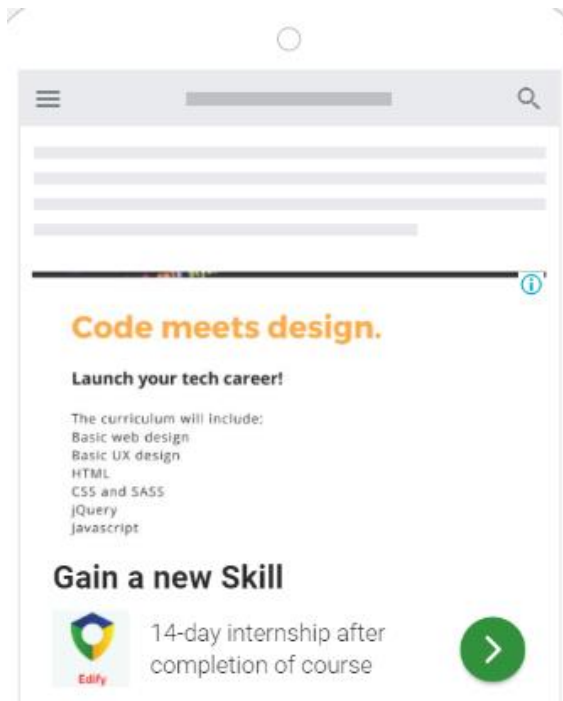 Code meets design.
Launch your tech career!
The curriculum will include:
Basic web design
Basic UX design
HTML
CSS and SASS
jQuery
Javascript
Gain a new Skill
14-day internship after
completion of course
Edify